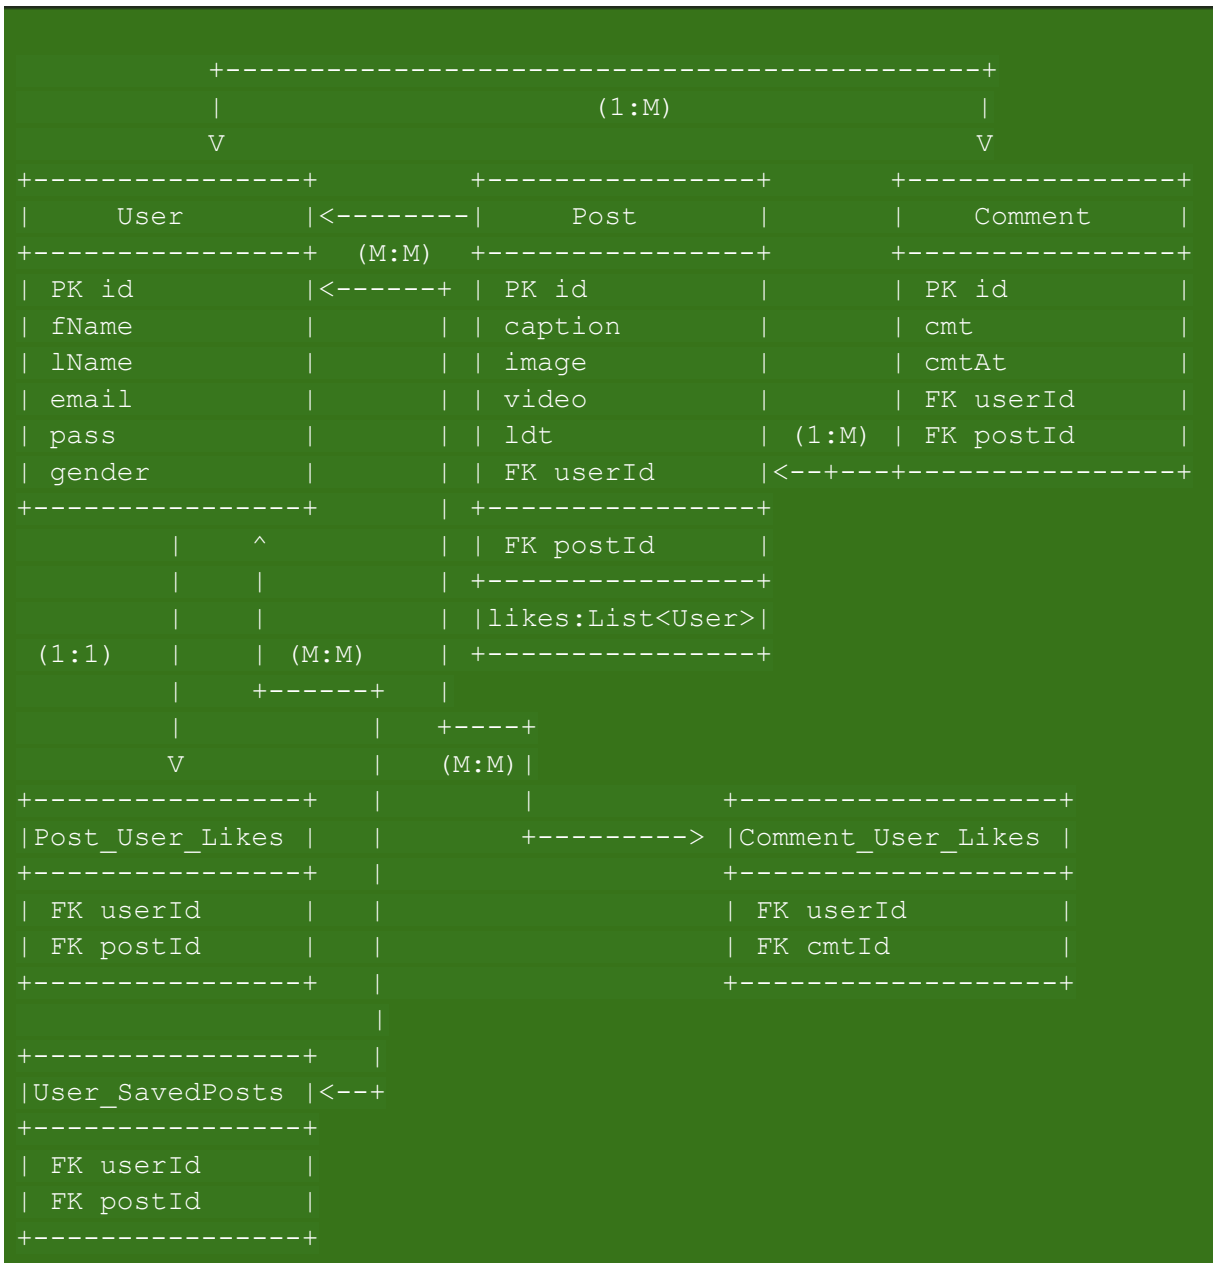 +----------------------------------------------+
|                       (1:M)                  |
V                                              V
+----------------+         +----------------+       +----------------+
|     User       |<--------|     Post       |       |    Comment     |
+----------------+  (M:M)  +----------------+       +----------------+
| PK id          |<------+ | PK id          |       | PK id          |
| fName          |       | | caption        |       | cmt            |
| lName          |       | | image          |       | cmtAt          |
| email          |       | | video          |       | FK userId      |
| pass           |       | | ldt            | (1:M) | FK postId      |
| gender         |       | | FK userId      |<--+---+----------------+
+----------------+       | +----------------+
         |    ^          | | FK postId      |
         |    |          | +----------------+
         |    |          | |likes:List<User>|
 (1:1)   |    | (M:M)    | +----------------+
         |    +------+   |
         |           |   +----+
         V           |   (M:M)|
+----------------+   |        |           +-------------------+
|Post_User_Likes |   |        +---------> |Comment_User_Likes |
+----------------+   |                    +-------------------+
| FK userId      |   |                    | FK userId         |
| FK postId      |   |                    | FK cmtId          |
+----------------+   |                    +-------------------+
                     |
+----------------+   |
|User_SavedPosts |<--+
+----------------+
| FK userId      |
| FK postId      |
+----------------+